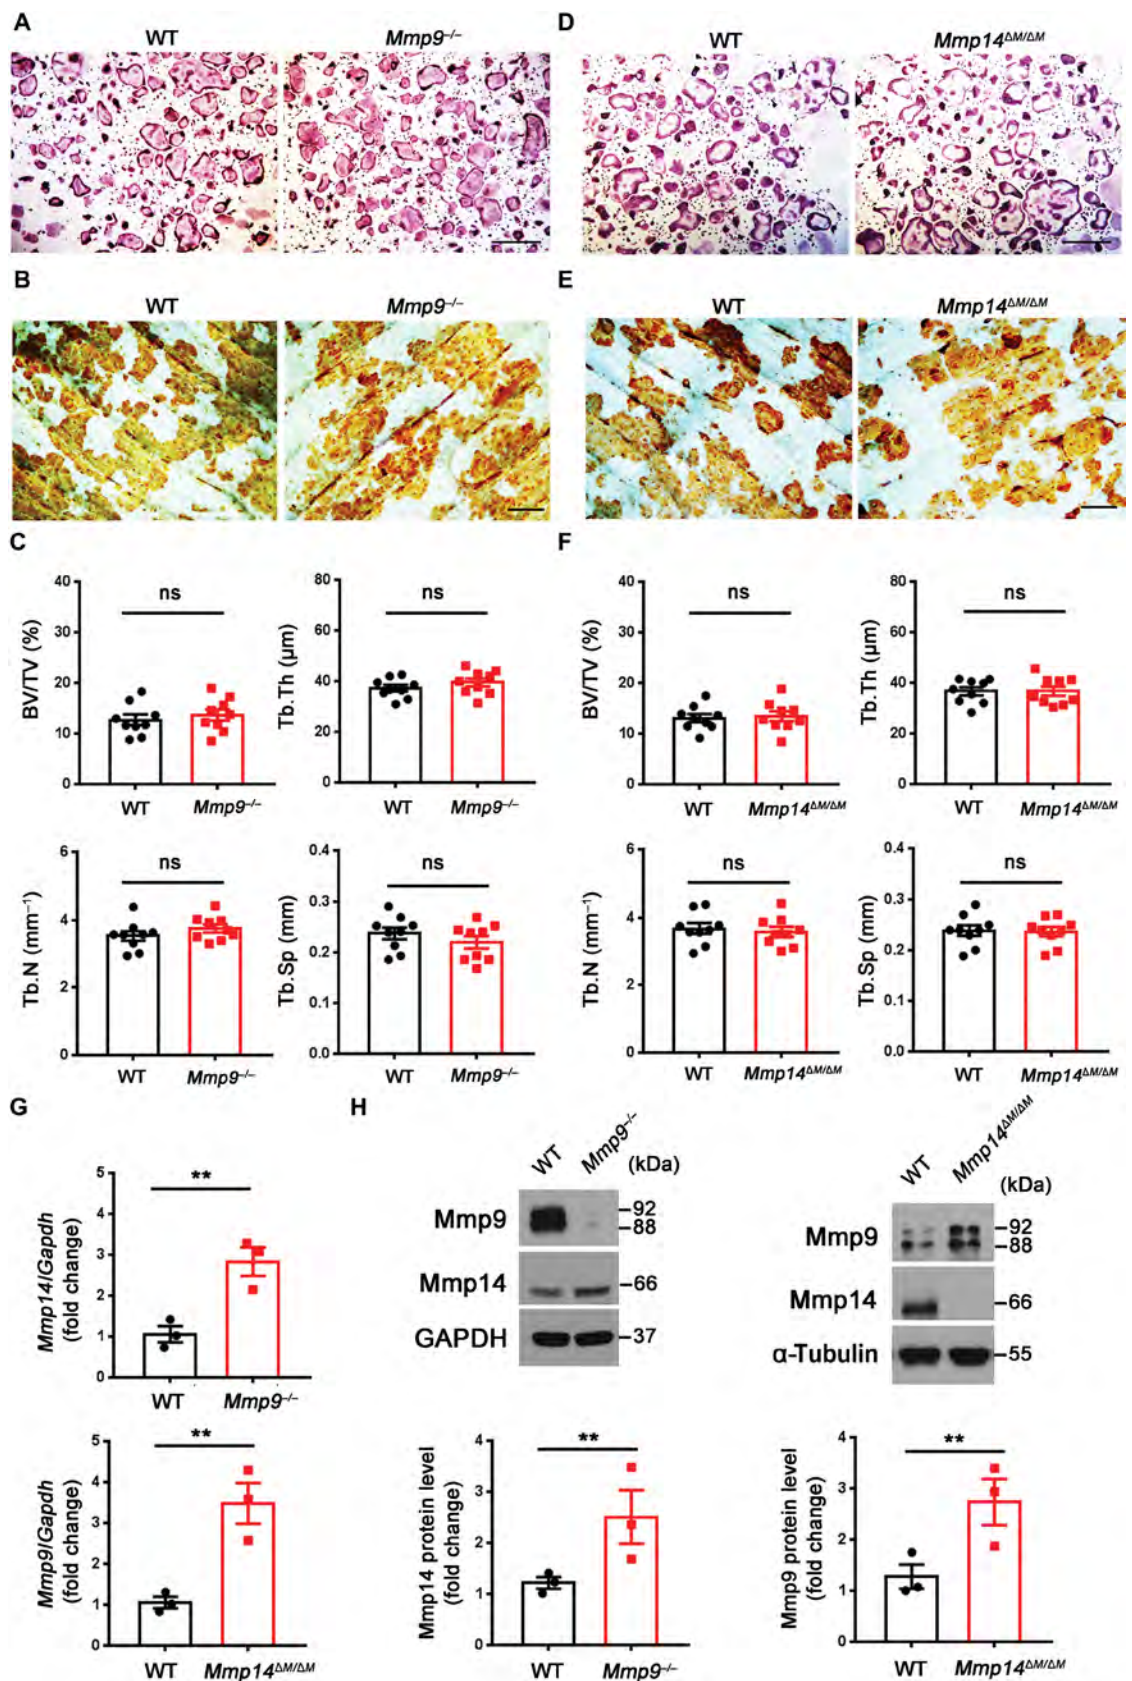 A
WT
Mmp9⁻/⁻
D
WT
Mmp14ΔM/ΔM
B
WT
Mmp9⁻/⁻
E
WT
Mmp14ΔM/ΔM
C
BV/TV (%)
40
30
20
10
0
ns
WT
Mmp9⁻/⁻
Tb.Th (µm)
80
60
40
20
0
ns
WT
Mmp9⁻/⁻
Tb.N (mm⁻¹)
6
4
2
0
ns
WT
Mmp9⁻/⁻
Tb.Sp (mm)
0.4
0.3
0.2
0.1
0.0
ns
WT
Mmp9⁻/⁻
F
BV/TV (%)
40
30
20
10
0
ns
WT
Mmp14ΔM/ΔM
Tb.Th (µm)
80
60
40
20
0
ns
WT
Mmp14ΔM/ΔM
Tb.N (mm⁻¹)
6
4
2
0
ns
WT
Mmp14ΔM/ΔM
Tb.Sp (mm)
0.4
0.3
0.2
0.1
0.0
ns
WT
Mmp14ΔM/ΔM
G
Mmp14/Gapdh
(fold change)
5
4
3
2
1
0
**
WT
Mmp9⁻/⁻
Mmp9/Gapdh
(fold change)
5
4
3
2
1
0
**
WT
Mmp14ΔM/ΔM
H
WT
Mmp9⁻/⁻
(kDa)
Mmp9
92
88
Mmp14
66
GAPDH
37
WT
Mmp14ΔM/ΔM
(kDa)
Mmp9
92
88
Mmp14
66
α-Tubulin
55
Mmp14 protein level
(fold change)
4
3
2
1
0
**
WT
Mmp9⁻/⁻
Mmp9 protein level
(fold change)
4
3
2
1
0
**
WT
Mmp14ΔM/ΔM